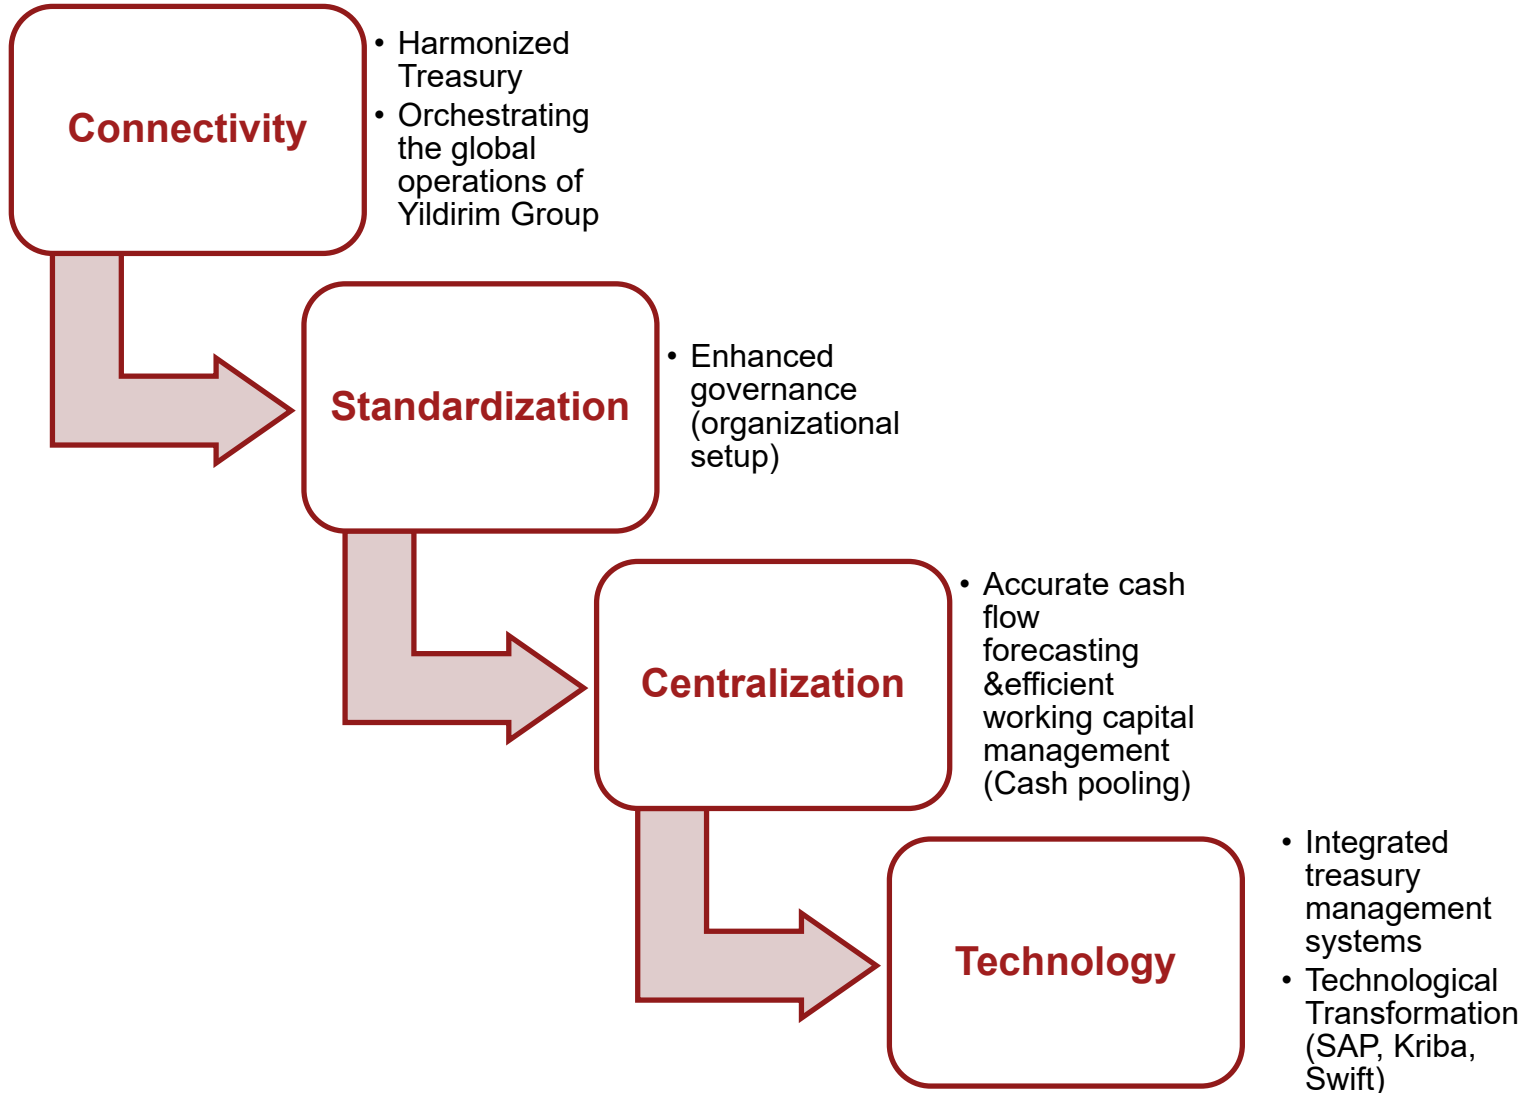 Connectivity
• Harmonized
Treasury
• Orchestrating
the global
operations of
Yildirim Group
Standardization
• Enhanced
governance
(organizational
setup)
Centralization
• Accurate cash
flow
forecasting
&efficient
working capital
management
(Cash pooling)
Technology
• Integrated
treasury
management
systems
• Technological
Transformation
(SAP, Kriba,
Swift)